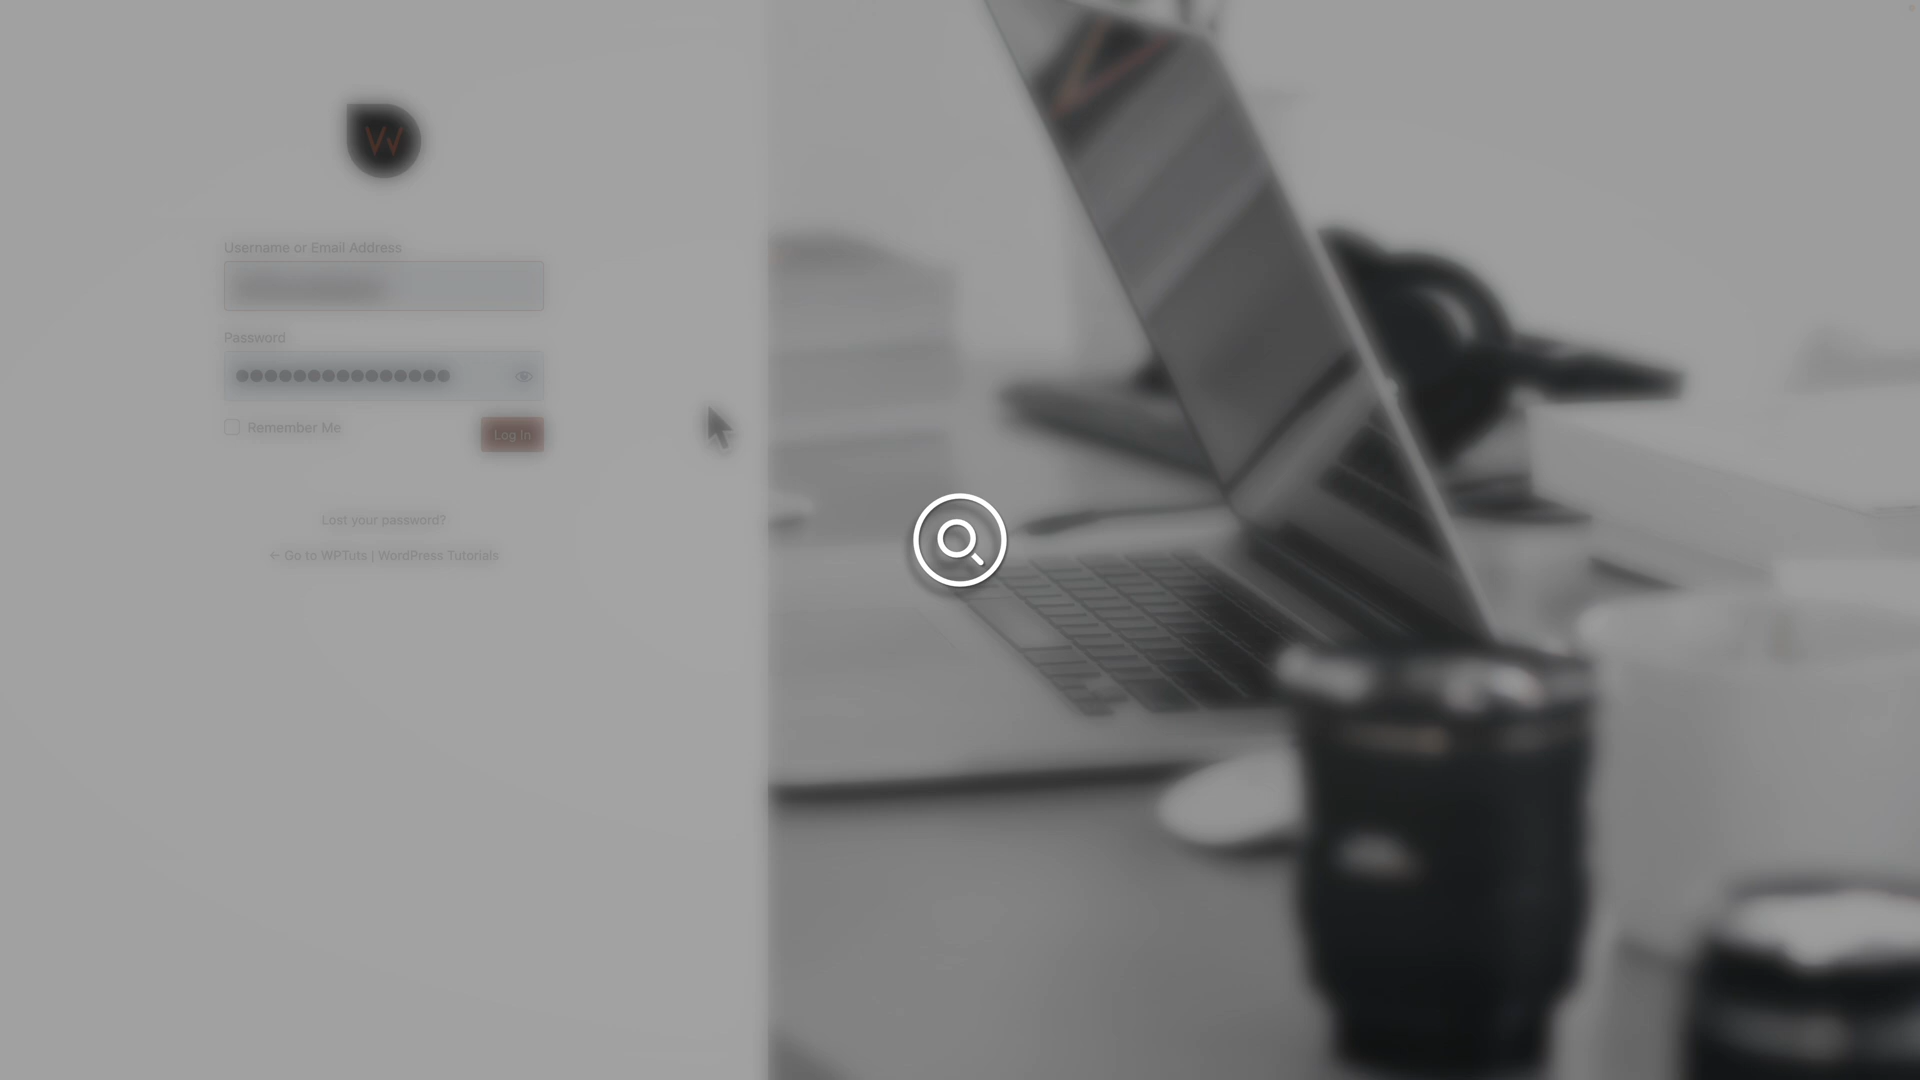 W
Username or Email Address
Password
Remember Me
Log In
Lost your password?
← Go to WPTuts | WordPress Tutorials